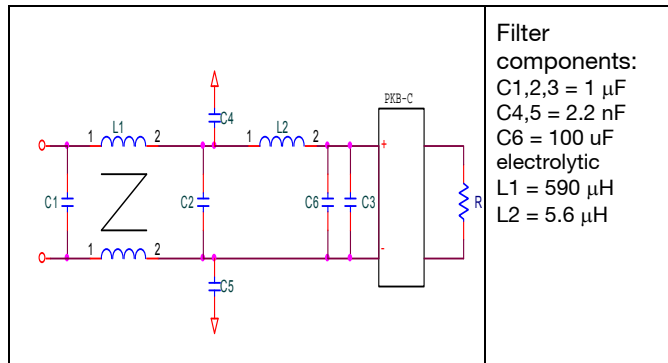 C4
L1
1
2
L2
1
2
PKB-C
+
C1
C2
C6
C3
R
1
2
-
C5
Filter
components:
C1,2,3 = 1 μF
C4,5 = 2.2 nF
C6 = 100 uF
electrolytic
L1 = 590 μH
L2 = 5.6 μH